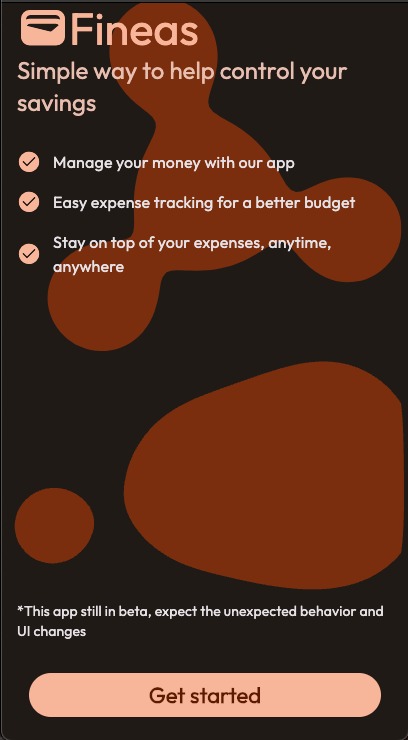 Fineas
Simple way to help control your
savings
Manage your money with our app
Easy expense tracking for a better budget
Stay on top of your expenses, anytime,
anywhere
*This app still in beta, expect the unexpected behavior and
UI changes
Get started